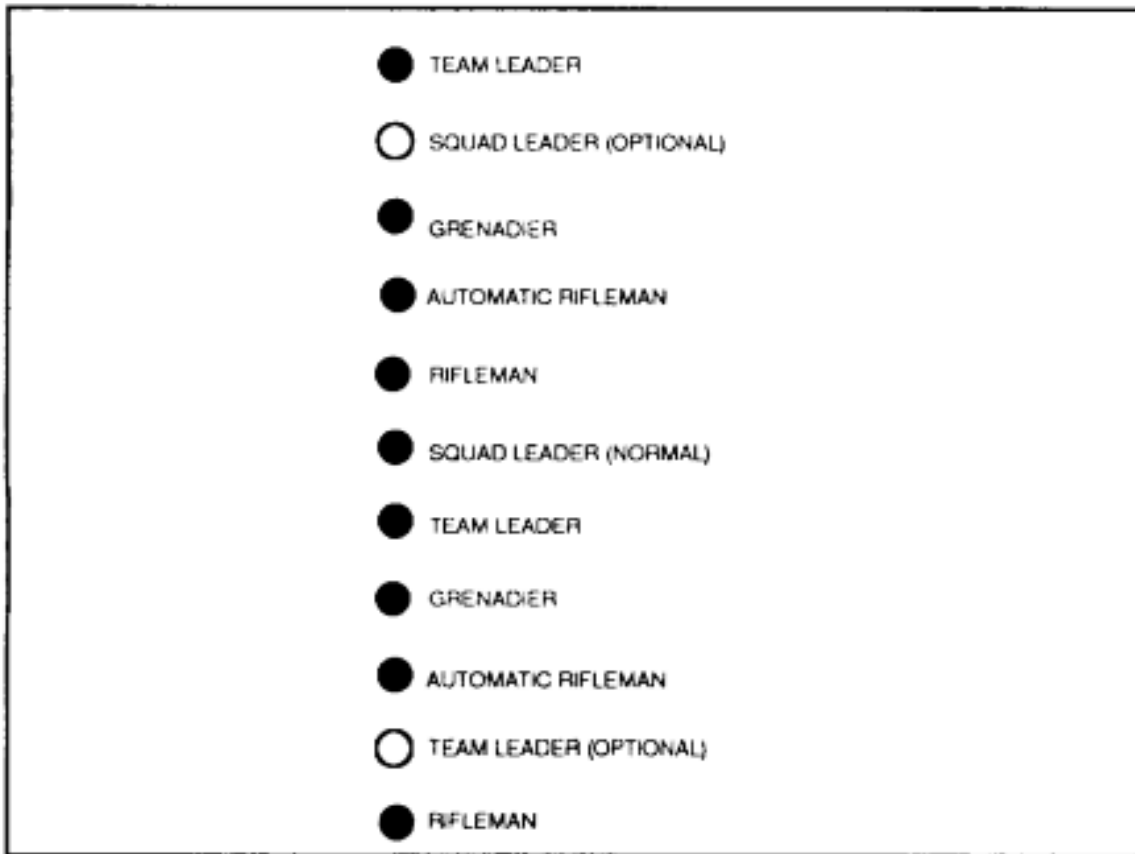 TEAM LEADER
SQUAD LEADER (OPTIONAL)
GRENADIER
AUTOMATIC RIFLEMAN
RIFLEMAN
SQUAD LEADER (NORMAL)
TEAM LEADER
GRENADIER
AUTOMATIC RIFLEMAN
TEAM LEADER (OPTIONAL)
RIFLEMAN